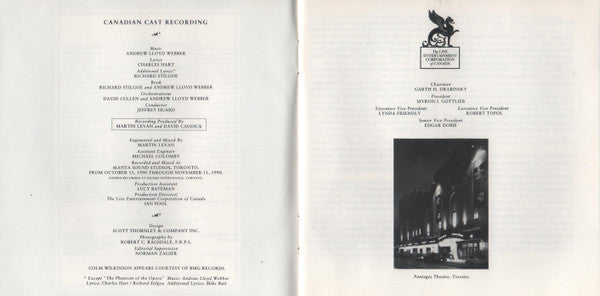 CANADIAN CAST RECORDING
Music
ANDREW LLOYD WEBBER
Lyrics
CHARLES HART
Additional Lyrics*
RICHARD STILGOE
Book
RICHARD STILGOE and ANDREW LLOYD WEBBER
Orchestrations
DAVID CULLEN and ANDREW LLOYD WEBBER
Conductor
JEFFREY HUARD
Recording Produced By
MARTIN LEVAN and DAVID CADDICK
Engineered and Mixed By
MARTIN LEVAN
Assistant Engineer
MICHAEL COLOMBY
Recorded and Mixed At
MANTA SOUND STUDIOS, TORONTO,
FROM OCTOBER 15, 1990 THROUGH NOVEMBER 11, 1990.
Production Assistant
LUCY BATEMAN
Production Director/
The Live Entertainment Corporation of Canada
IAN POOL
Design
SCOTT THORNLEY & COMPANY INC.
Photographs by
ROBERT C. RAGSDALE, F.R.P.S.
Editorial Supervision
NORMAN ZAGIER
COLM WILKINSON APPEARS COURTESY OF BMG RECORDS.
* Except "The Phantom of the Opera" Music: Andrew Lloyd Webber
Lyrics: Charles Hart / Richard Stilgoe Additional Lyrics: Mike Batt
The LIVE
ENTERTAINMENT
CORPORATION
of CANADA
Chairman
GARTH H. DRABINSKY
President
MYRON I. GOTTLIEB
Executive Vice President
LYNDA FRIENDLY
Executive Vice President
ROBERT TOPOL
Senior Vice President
EDGAR DOBIE
Pantages Theatre, Toronto